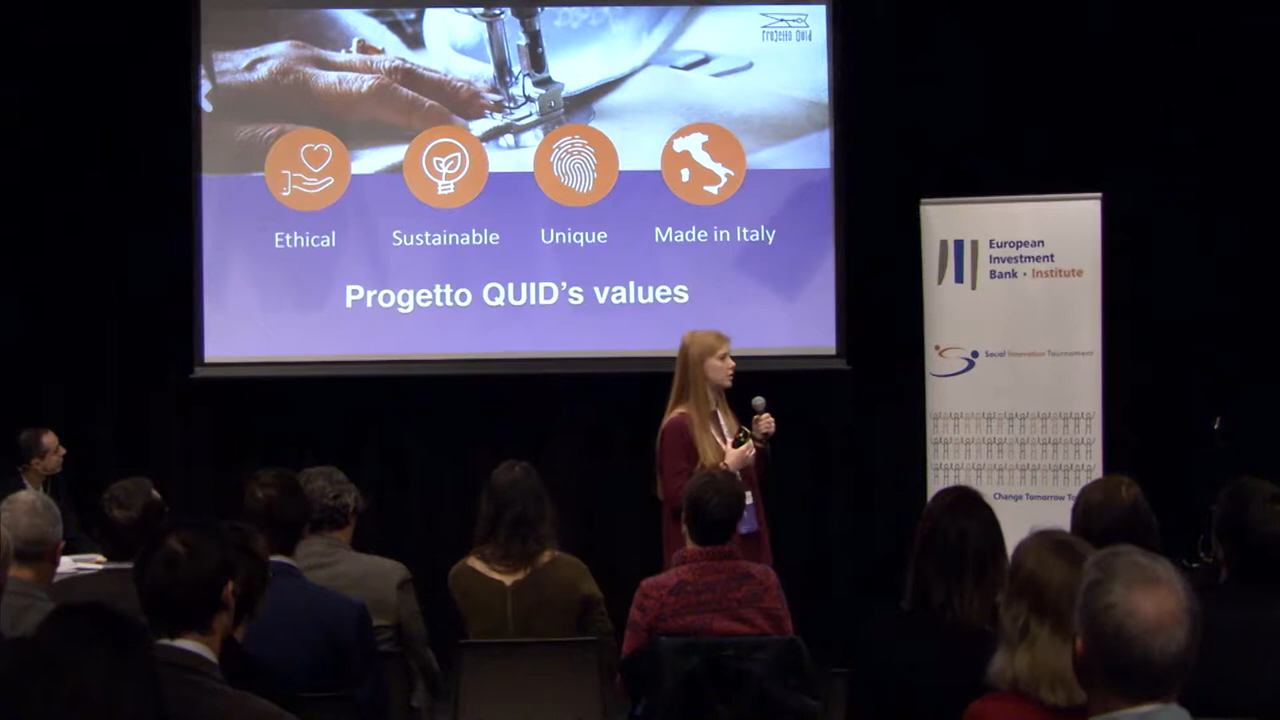 Progetto Quid
Ethical
Sustainable
Unique
Made in Italy
Progetto QUID's values
European
Investment
Bank • Institute
Social Innovation Tournament
Change Tomorrow